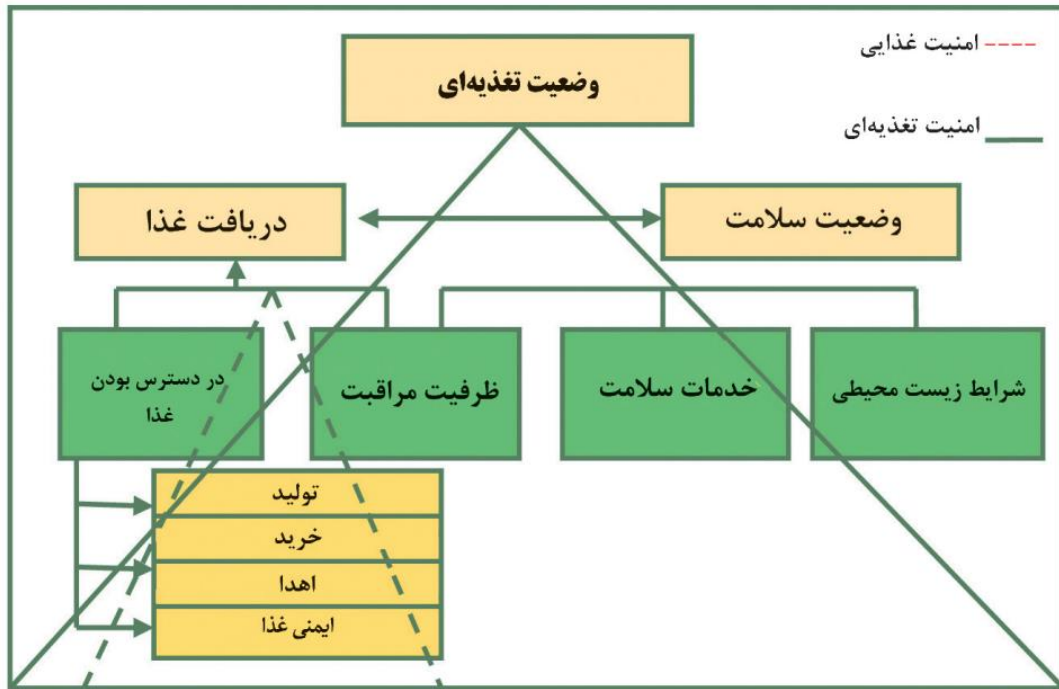 امنیت غذایی
وضعیت تغذیه‌ای
امنیت تغذیه‌ای
وضعیت سلامت
دریافت غذا
شرایط زیست محیطی
خدمات سلامت
ظرفیت مراقبت
در دسترس بودن
غذا
تولید
خرید
اهدا
ایمنی غذا